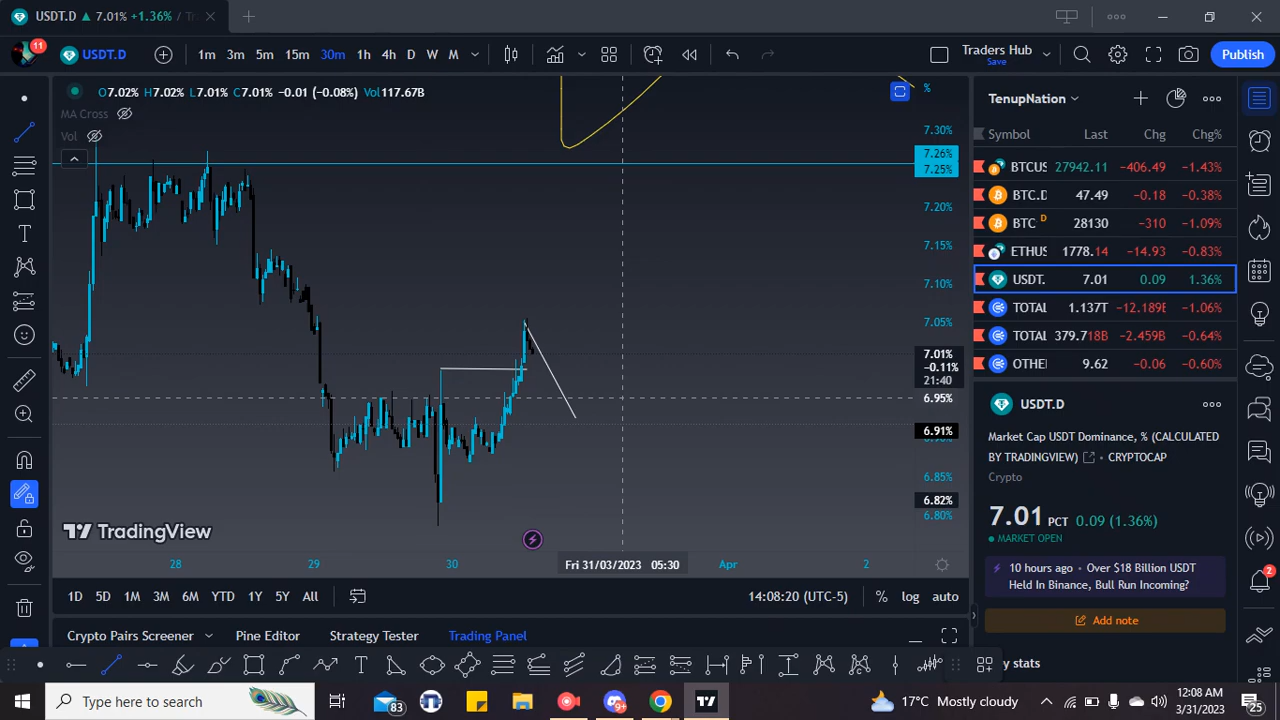 USDT.D ▲ 7.01% +1.36% /
11 USDT.D 1m 3m 5m 15m 30m 1h 4h D W M Traders Hub Save Publish
O7.02% H7.02% L7.01% C7.01% −0.01 (−0.08%) Vol117.67B
MA Cross
Vol
%
7.30%
7.26%
7.25%
7.20%
7.15%
7.10%
7.05%
7.01%
−0.11%
21:40
6.95%
6.91%
6.85%
6.82%
6.80%
TradingView
28 29 30 Fri 31/03/2023 05:30 Apr 2
1D 5D 1M 3M 6M YTD 1Y 5Y All 14:08:20 (UTC-5) % log auto
Crypto Pairs Screener Pine Editor Strategy Tester Trading Panel
TenupNation
Symbol Last Chg Chg%
BTCUS 27942.11 −406.49 −1.43%
BTC.D 47.49 −0.18 −0.38%
BTC D 28130 −310 −1.09%
ETHUS 1778.14 −14.93 −0.83%
USDT. 7.01 0.09 1.36%
TOTAL 1.137T −12.189B −1.06%
TOTAL 379.718B −2.459B −0.64%
OTHE 9.62 −0.06 −0.60%
USDT.D
Market Cap USDT Dominance, % (CALCULATED
BY TRADINGVIEW) CRYPTOCAP
Crypto
7.01 PCT 0.09 (1.36%)
MARKET OPEN
10 hours ago • Over $18 Billion USDT
Held In Binance, Bull Run Incoming?
Add note
y stats
2
Type here to search
83
9+
17°C Mostly cloudy
12:08 AM
3/31/2023
25